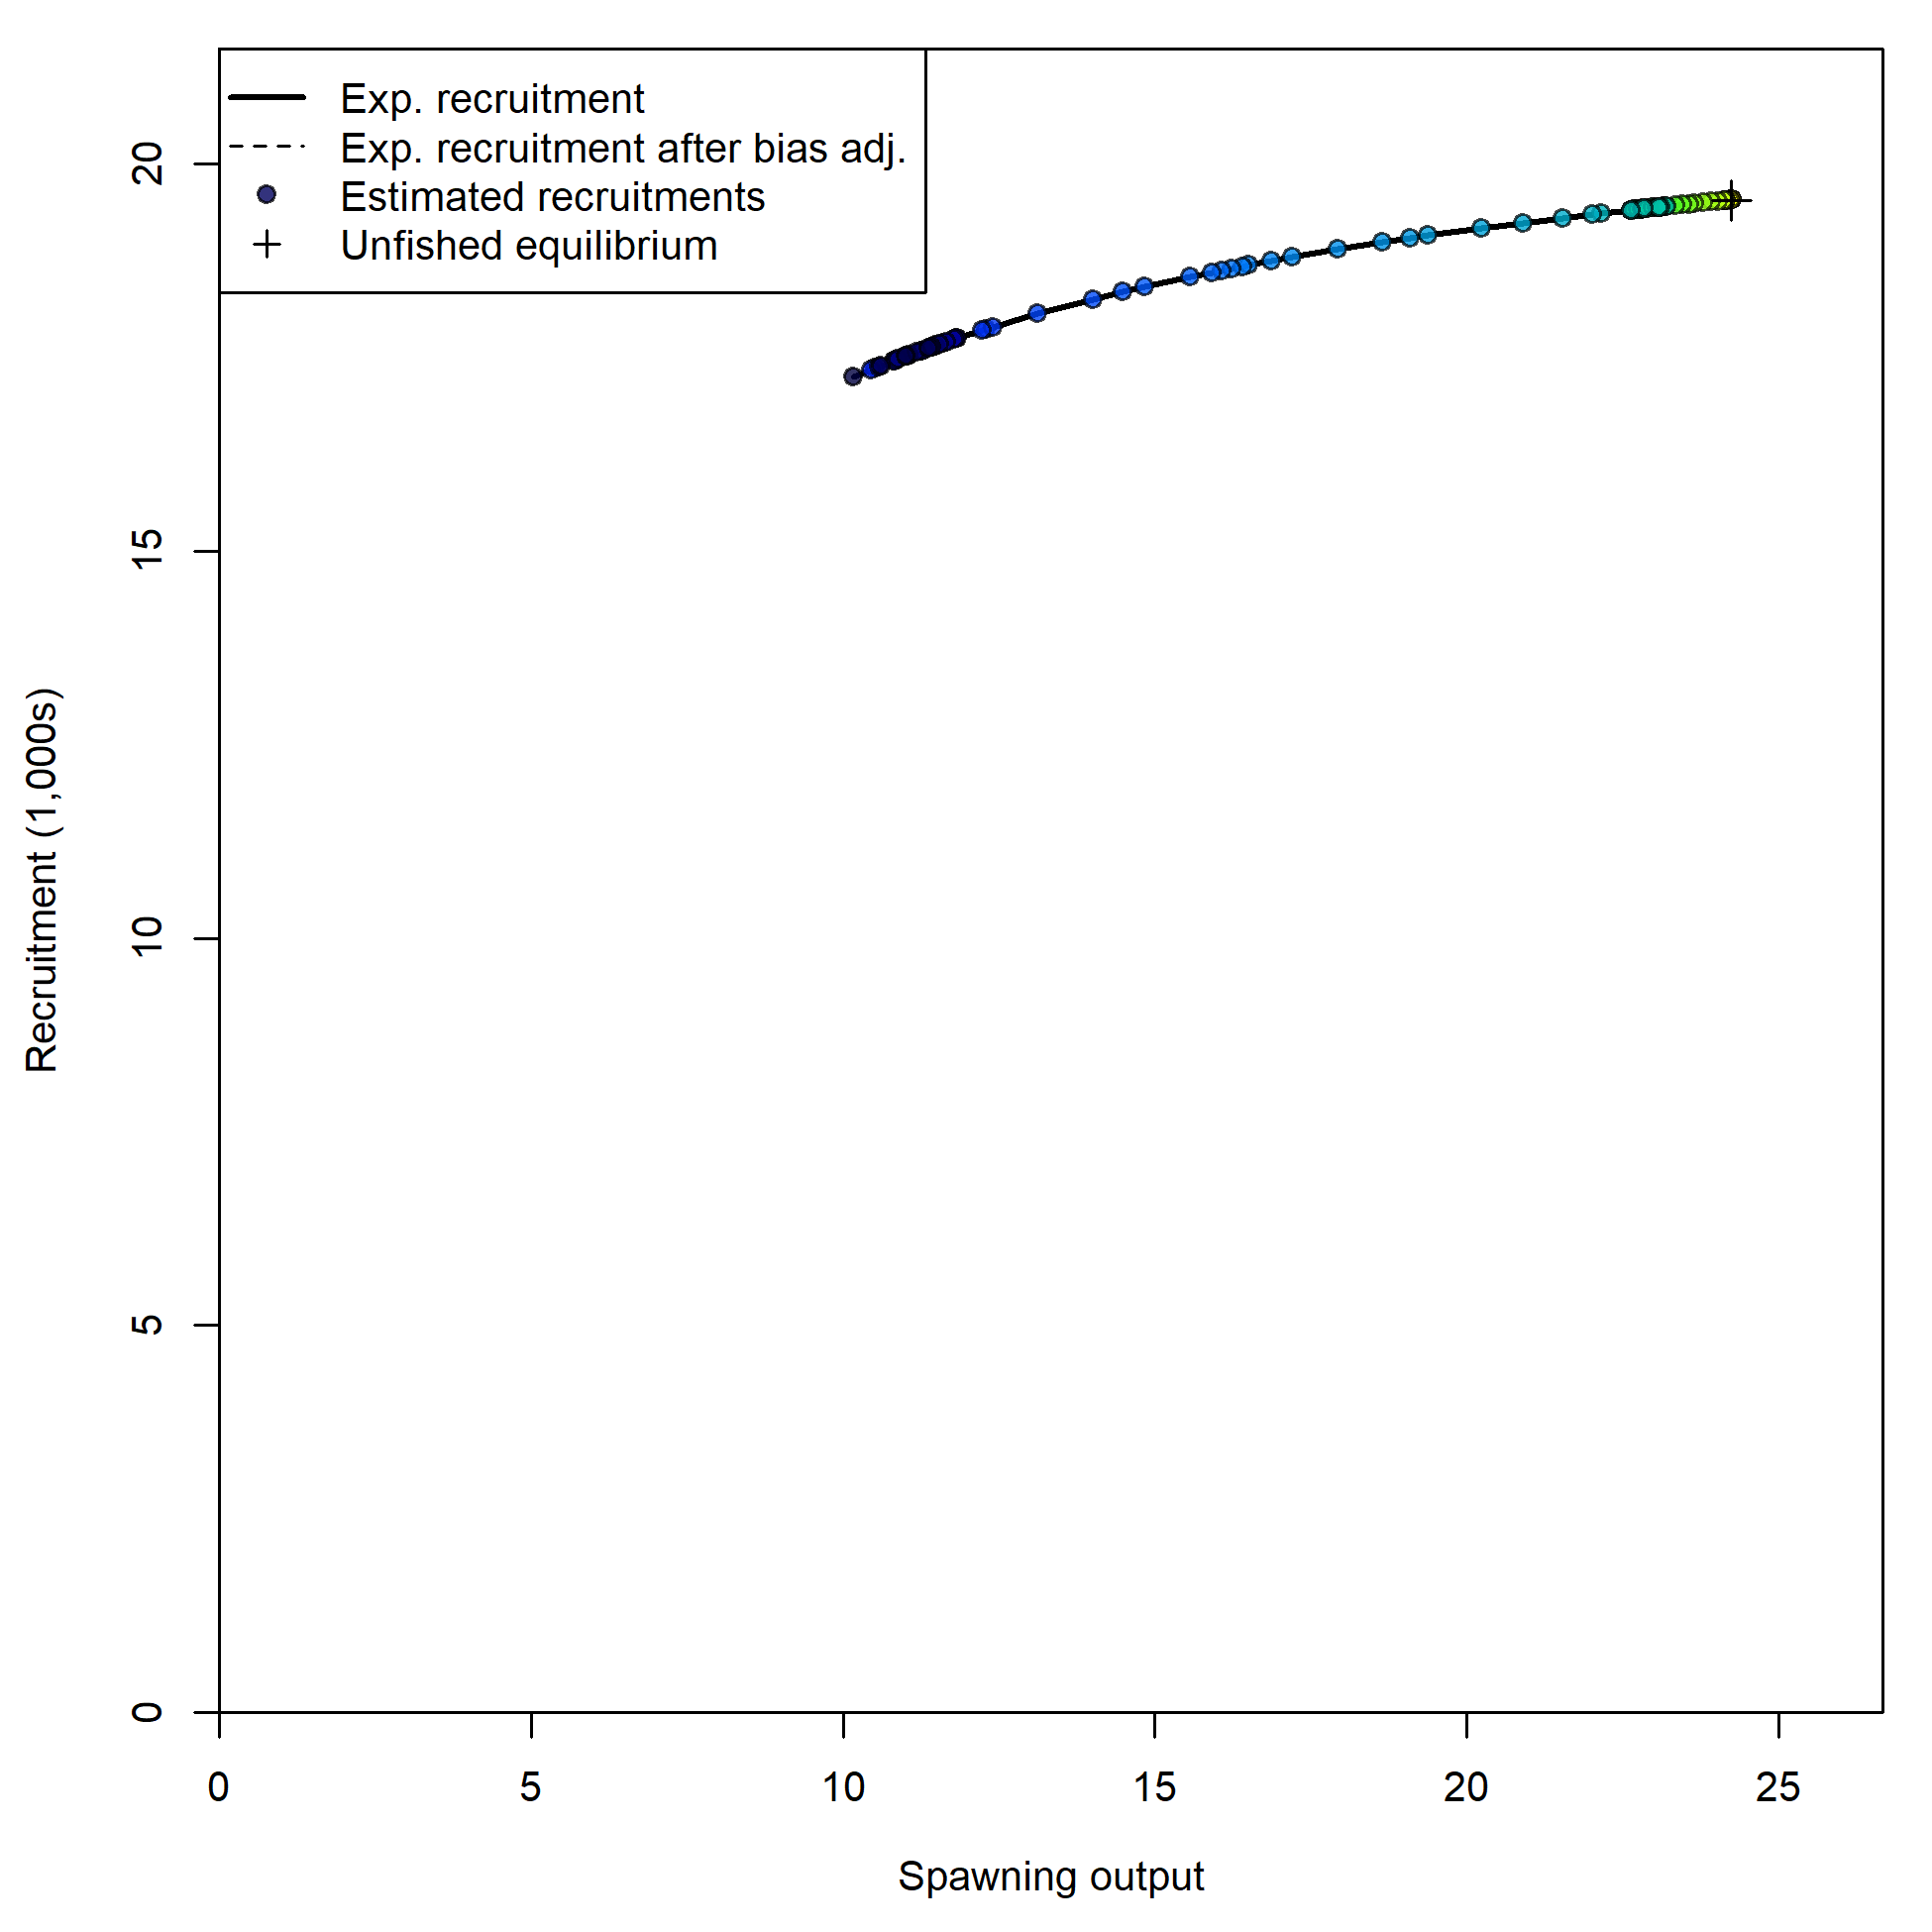 Exp. recruitment
Exp. recruitment after bias adj.
Estimated recruitments
Unfished equilibrium
20
15
10
5
0
Recruitment (1,000s)
0 5 10 15 20 25
Spawning output